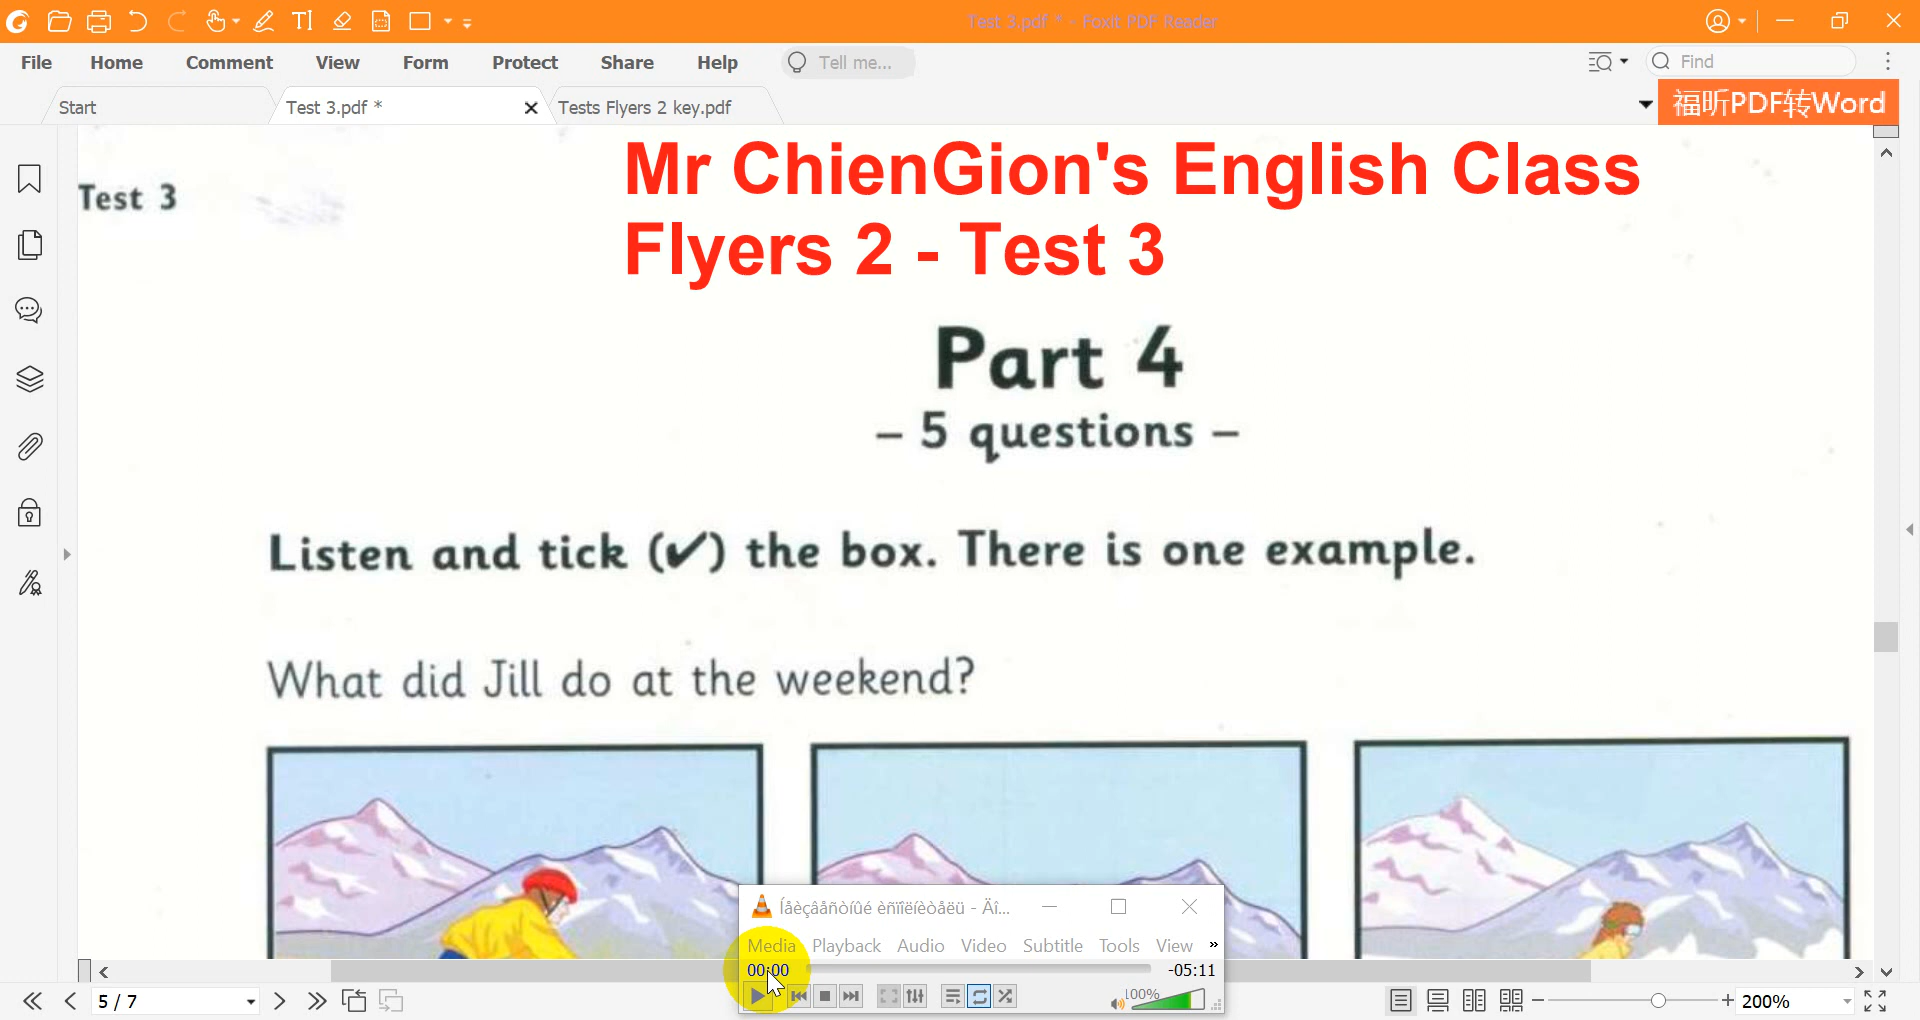 Test 3.pdf * - Foxit PDF Reader
File Home Comment View Form Protect Share Help Tell me... Find
Start Test 3.pdf * Tests Flyers 2 key.pdf 福昕PDF转Word
Mr ChienGion's English Class
Test 3
Flyers 2 - Test 3
Part 4
– 5 questions –
Listen and tick (✔) the box. There is one example.
What did Jill do at the weekend?
Íåèçâåñòíûé èñïîëíèòåëü - Äî...
Media Playback Audio Video Subtitle Tools View »
00:00 -05:11
100%
5 / 7 200%